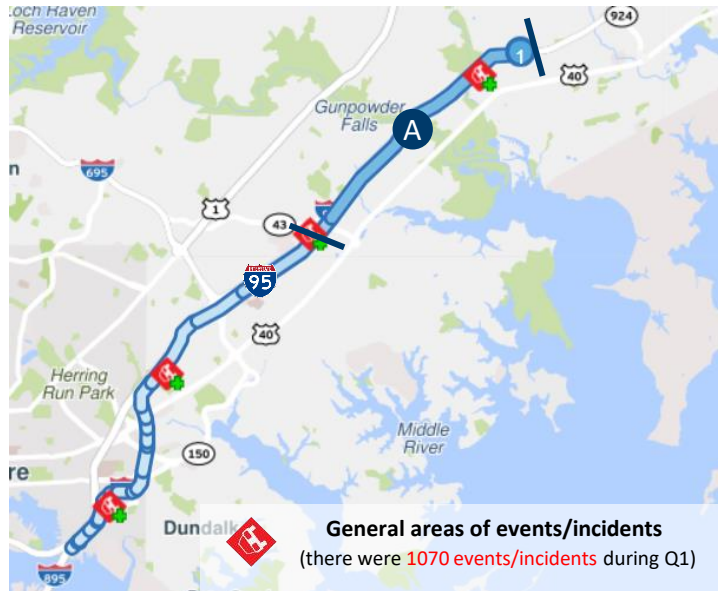 Loch Raven
Reservoir
924
1
40
Gunpowder
Falls
A
n
695
1
43
95
40
Herring
Run Park
Middle
River
150
re
Dundalk
General areas of events/incidents
(there were 1070 events/incidents during Q1)
895